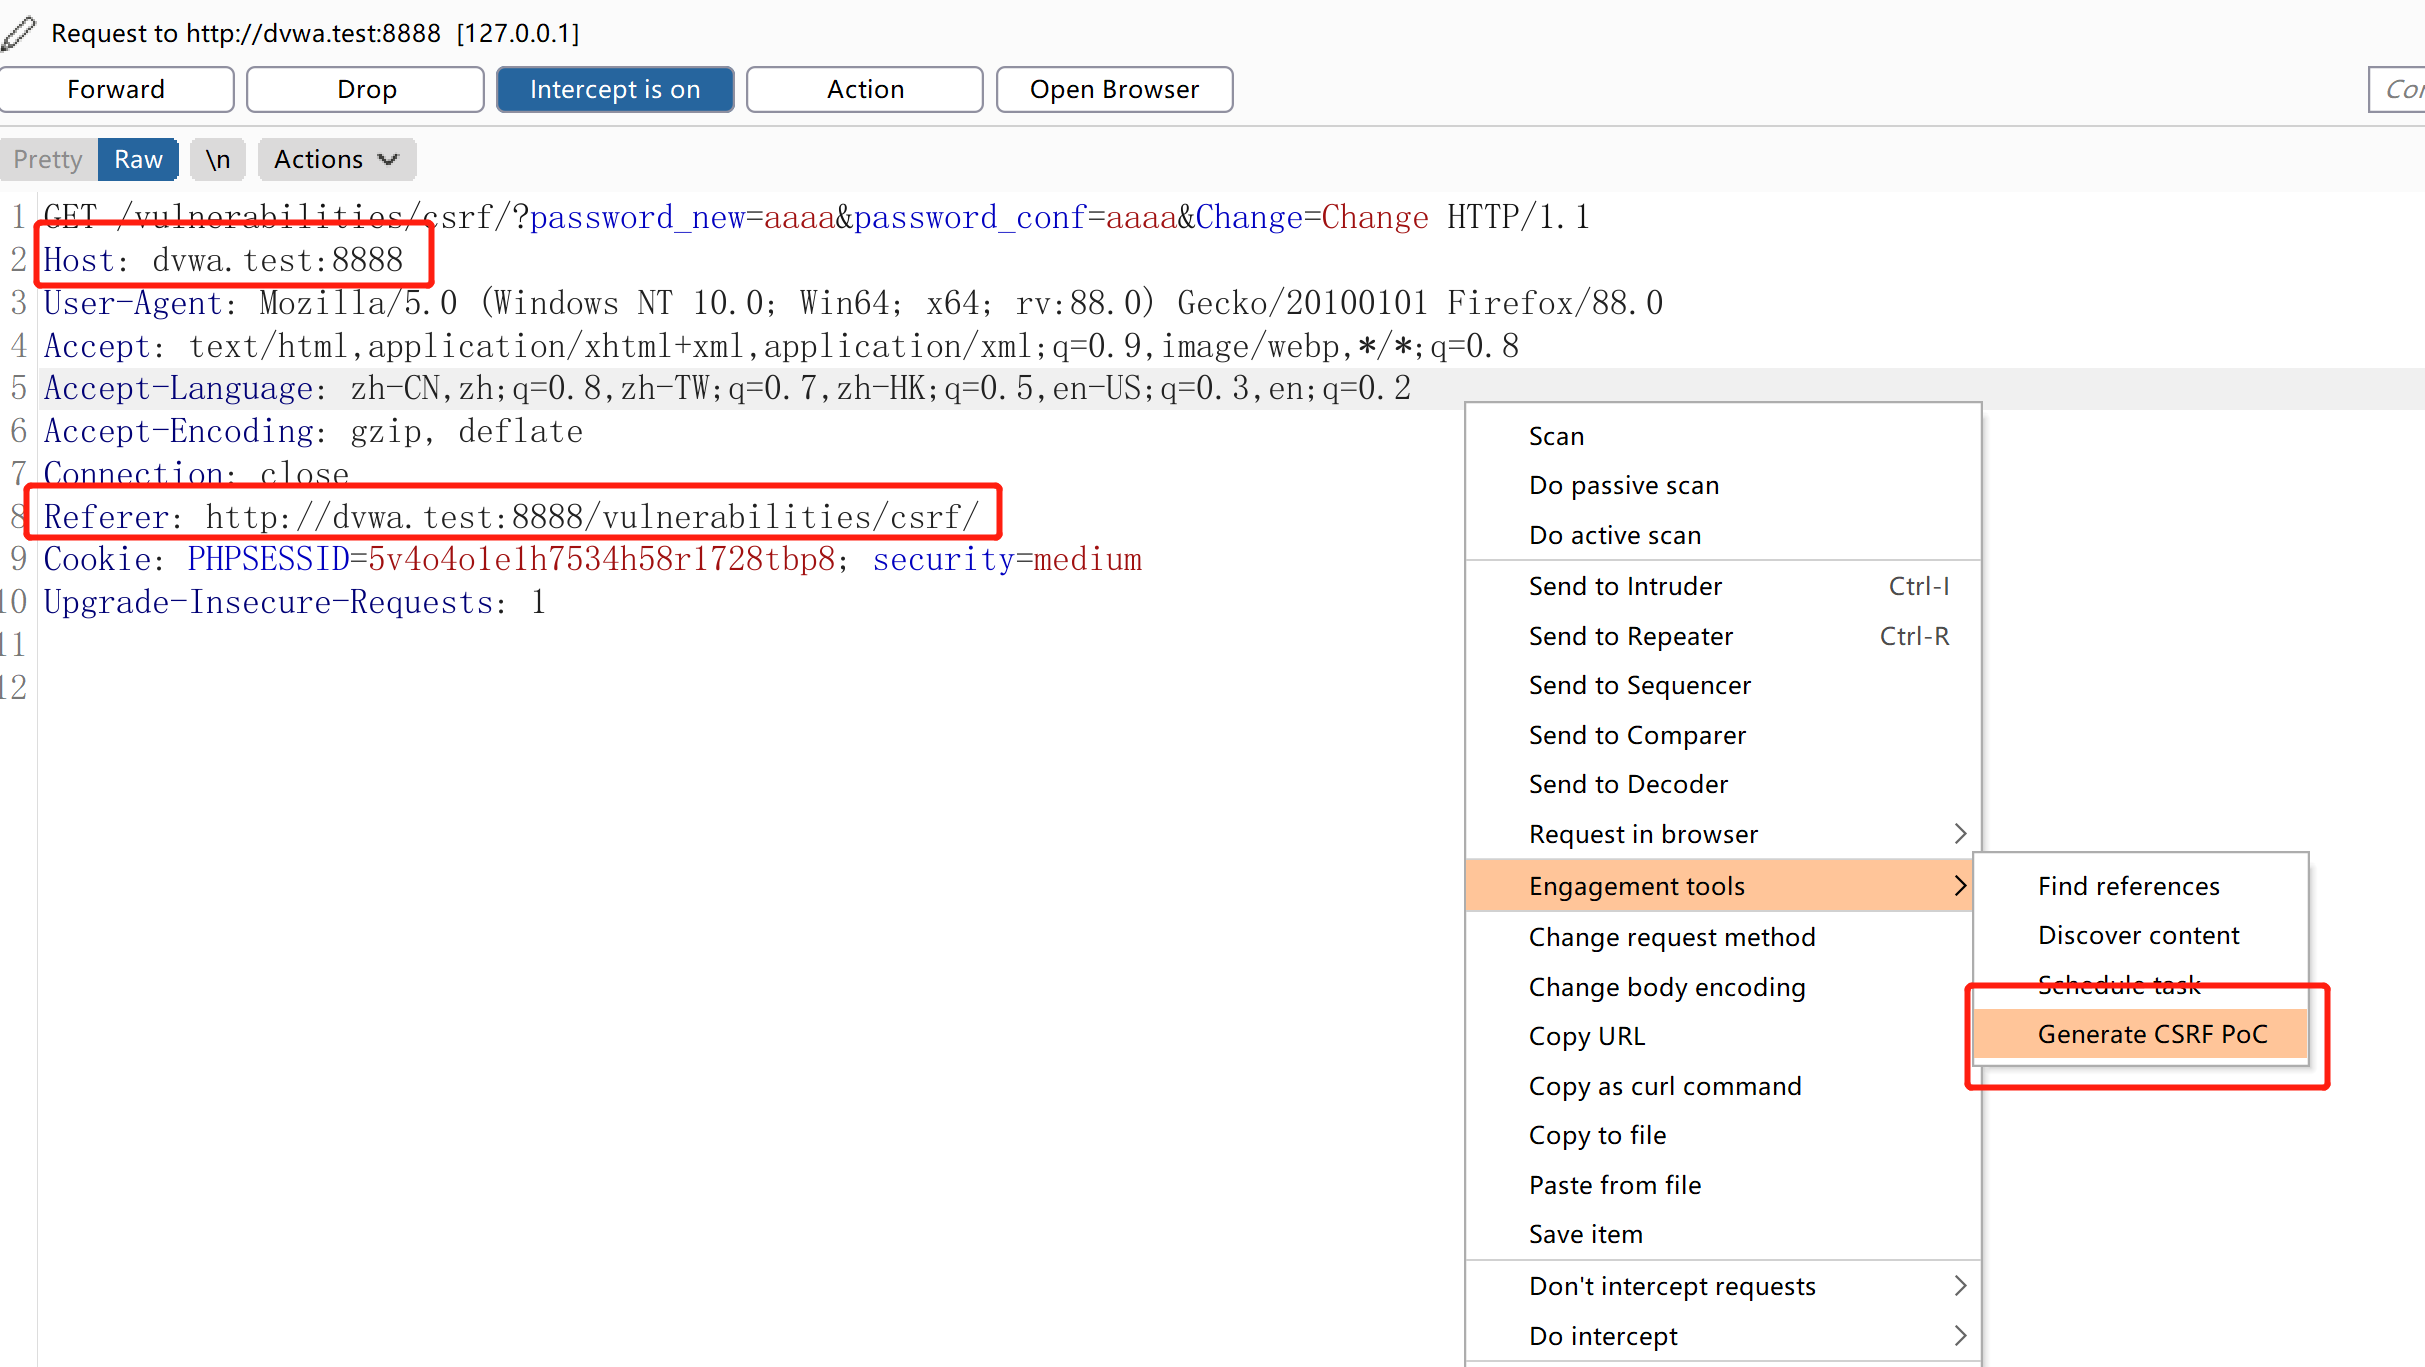 Request to http://dvwa.test:8888 [127.0.0.1]
Forward
Drop
Intercept is on
Action
Open Browser
Pretty
Raw
\n
Actions
1 GET /vulnerabilities/csrf/?password_new=aaaa&password_conf=aaaa&Change=Change HTTP/1.1
2 Host: dvwa.test:8888
3 User-Agent: Mozilla/5.0 (Windows NT 10.0; Win64; x64; rv:88.0) Gecko/20100101 Firefox/88.0
4 Accept: text/html,application/xhtml+xml,application/xml;q=0.9,image/webp,*/*;q=0.8
5 Accept-Language: zh-CN,zh;q=0.8,zh-TW;q=0.7,zh-HK;q=0.5,en-US;q=0.3,en;q=0.2
6 Accept-Encoding: gzip, deflate
7 Connection: close
8 Referer: http://dvwa.test:8888/vulnerabilities/csrf/
9 Cookie: PHPSESSID=5v4o4o1e1h7534h58r1728tbp8; security=medium
10 Upgrade-Insecure-Requests: 1
11
12
Scan
Do passive scan
Do active scan
Send to Intruder Ctrl-I
Send to Repeater Ctrl-R
Send to Sequencer
Send to Comparer
Send to Decoder
Request in browser
Engagement tools
Change request method
Change body encoding
Copy URL
Copy as curl command
Copy to file
Paste from file
Save item
Don't intercept requests
Do intercept
Find references
Discover content
Schedule task
Generate CSRF PoC